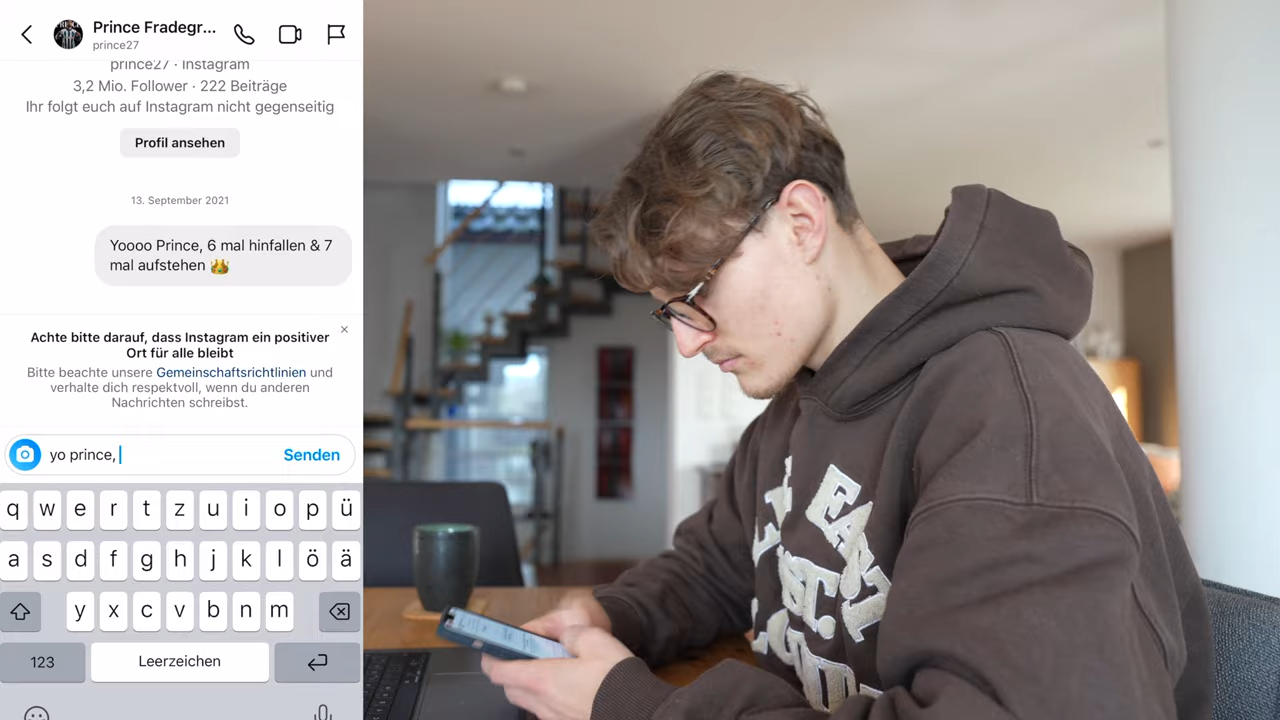 Prince Fradegr...
prince27
prince27 · Instagram
3,2 Mio. Follower · 222 Beiträge
Ihr folgt euch auf Instagram nicht gegenseitig
Profil ansehen
13. September 2021
Yoooo Prince, 6 mal hinfallen & 7
mal aufstehen 👑
Achte bitte darauf, dass Instagram ein positiver
Ort für alle bleibt
Bitte beachte unsere Gemeinschaftsrichtlinien und
verhalte dich respektvoll, wenn du anderen
Nachrichten schreibst.
yo prince,
Senden
q w e r t z u i o p ü
a s d f g h j k l ö ä
y x c v b n m
123
Leerzeichen